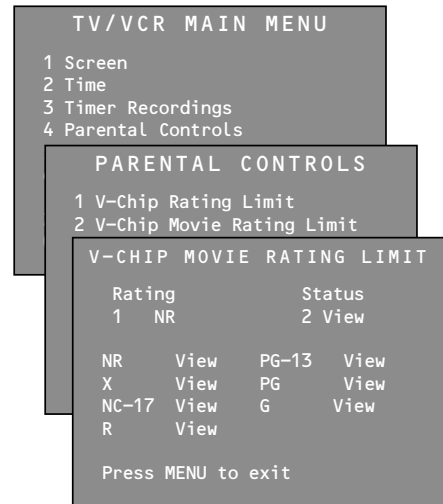 TV/VCR MAIN MENU
1 Screen
2 Time
3 Timer Recordings
4 Parental Controls
PARENTAL CONTROLS
1 V-Chip Rating Limit
2 V-Chip Movie Rating Limit
V-CHIP MOVIE RATING LIMIT
Rating Status
1 NR 2 View
NR View PG-13 View
X View PG View
NC-17 View G View
R View
Press MENU to exit